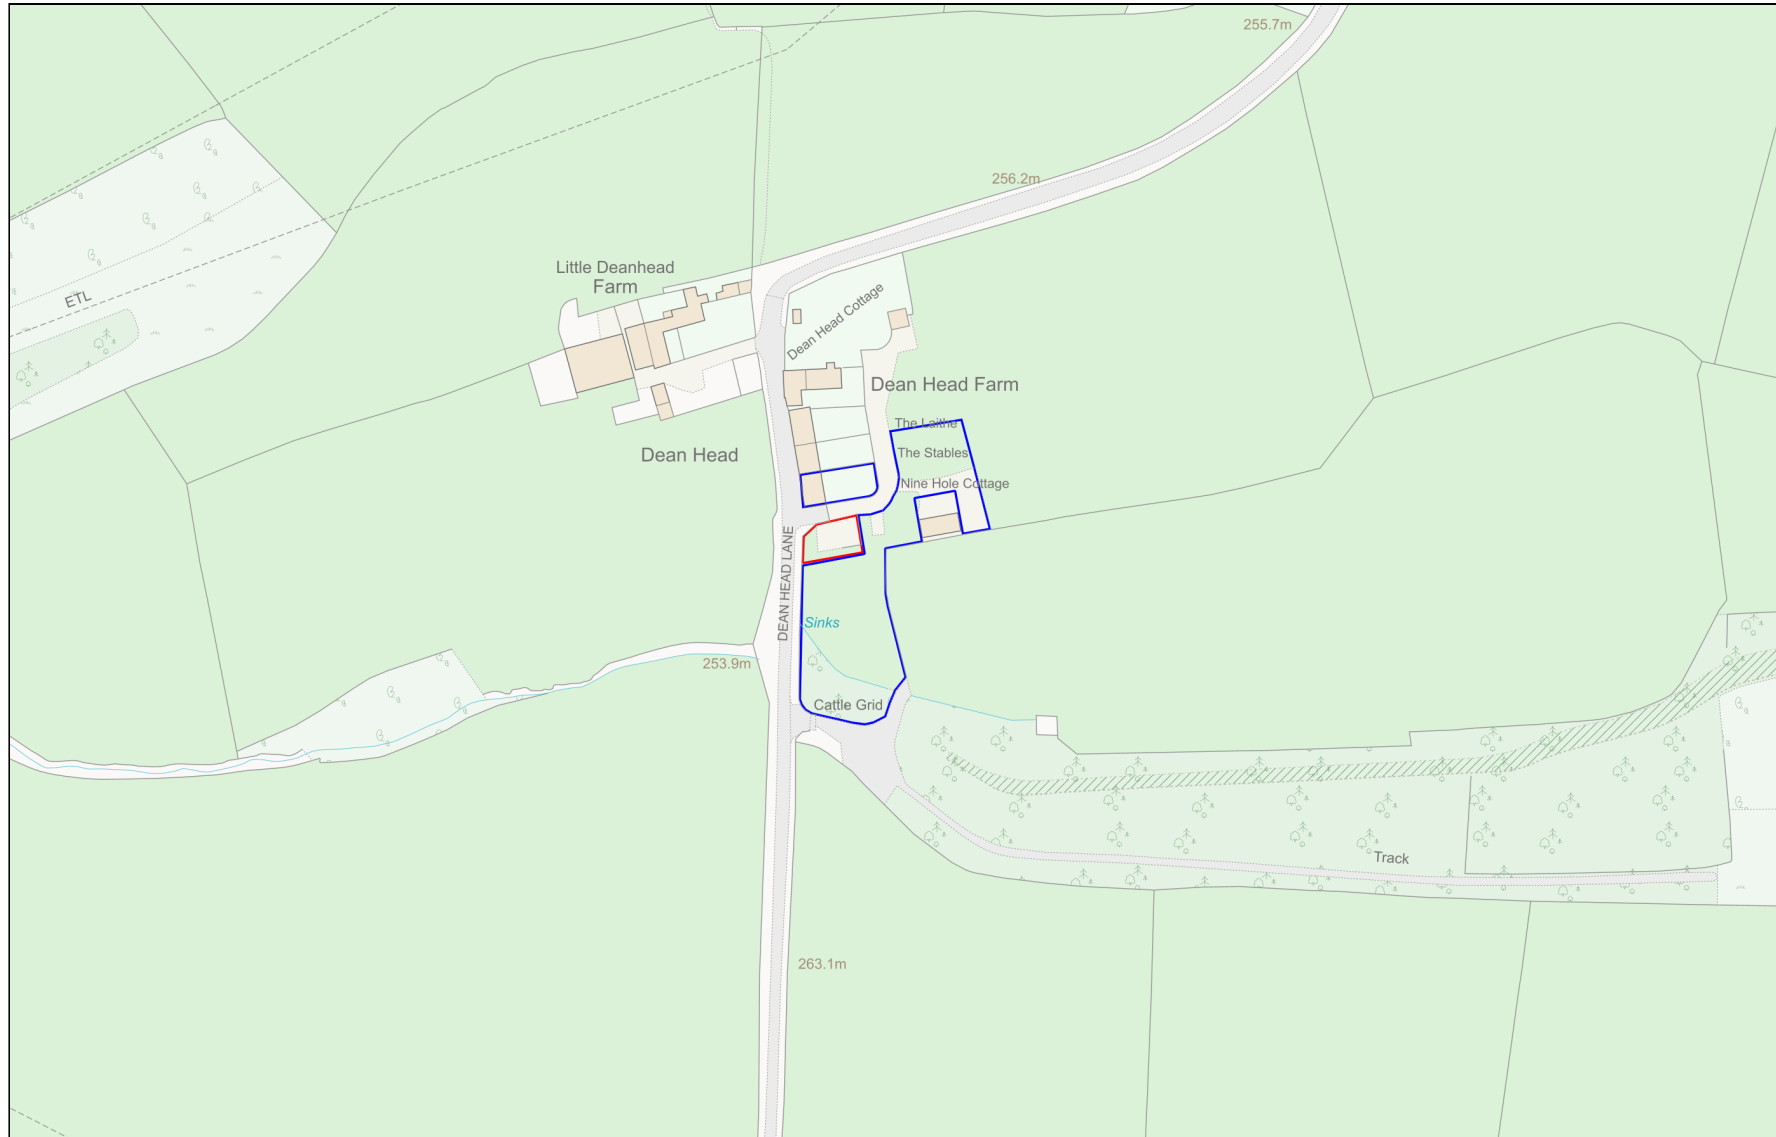 255.7m
256.2m
Little Deanhead
Farm
ETL
Dean Head Cottage
Dean Head Farm
The Laithe
Dean Head
The Stables
Nine Hole Cottage
DEAN HEAD LANE
Sinks
253.9m
Cattle Grid
Track
263.1m